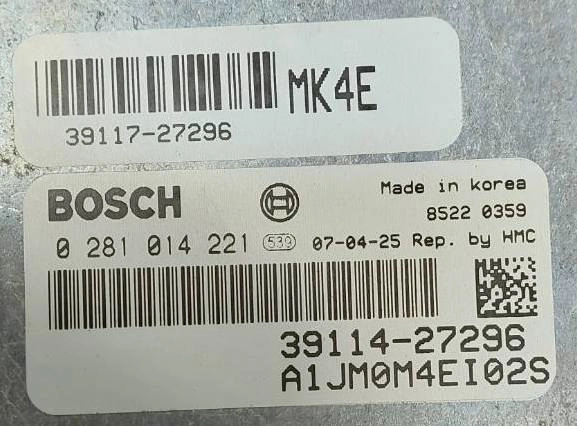 MK4E
39117-27296
BOSCH
Made in korea
8522 0359
0 281 014 221 539 07-04-25 Rep. by HMC
39114-27296
A1JM0M4EI02S